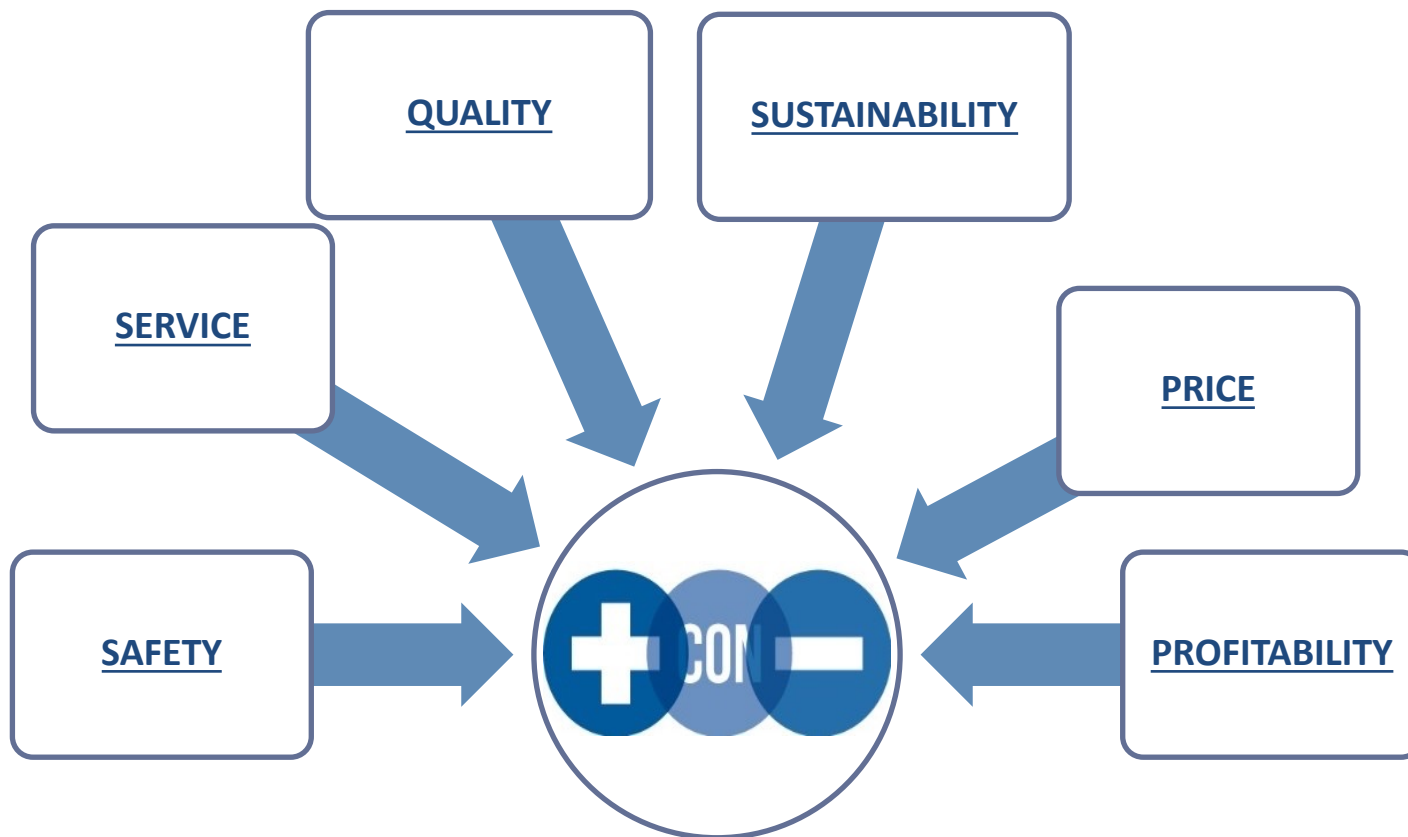 QUALITY
SUSTAINABILITY
SERVICE
PRICE
SAFETY
+ CON −
PROFITABILITY